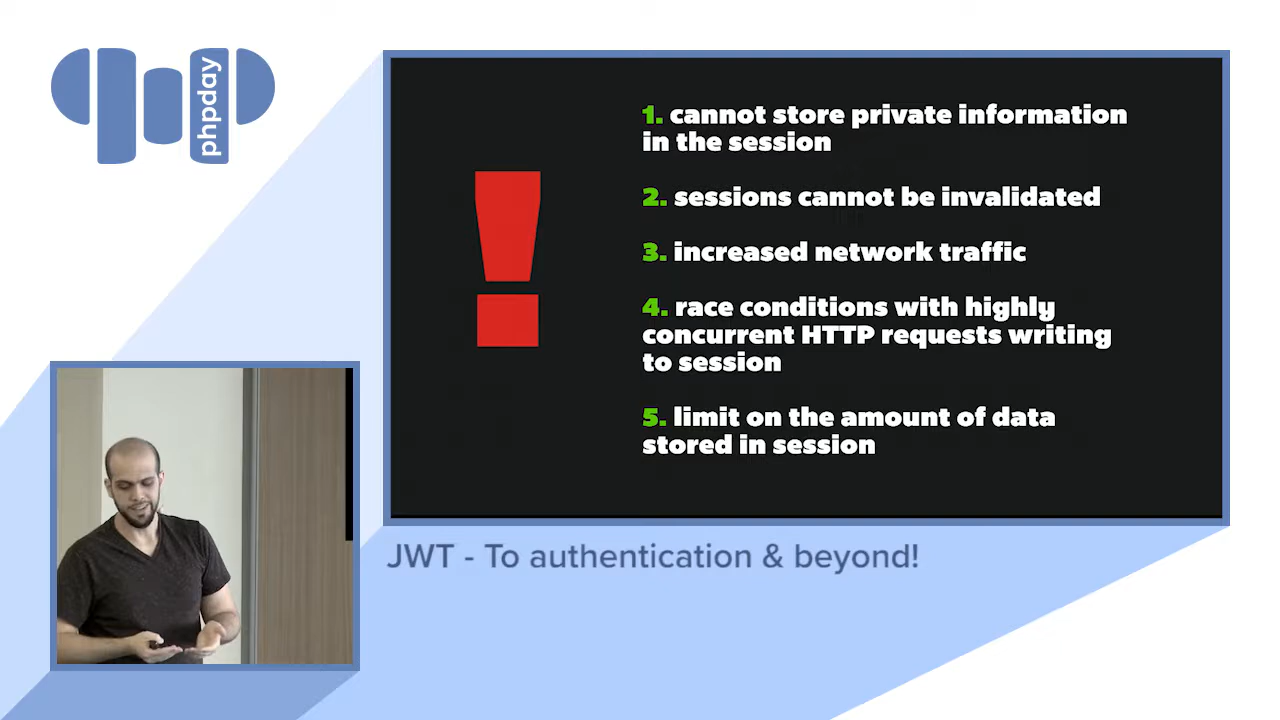 phpday
1. cannot store private information
in the session
2. sessions cannot be invalidated
3. increased network traffic
4. race conditions with highly
concurrent HTTP requests writing
to session
5. limit on the amount of data
stored in session
JWT - To authentication & beyond!